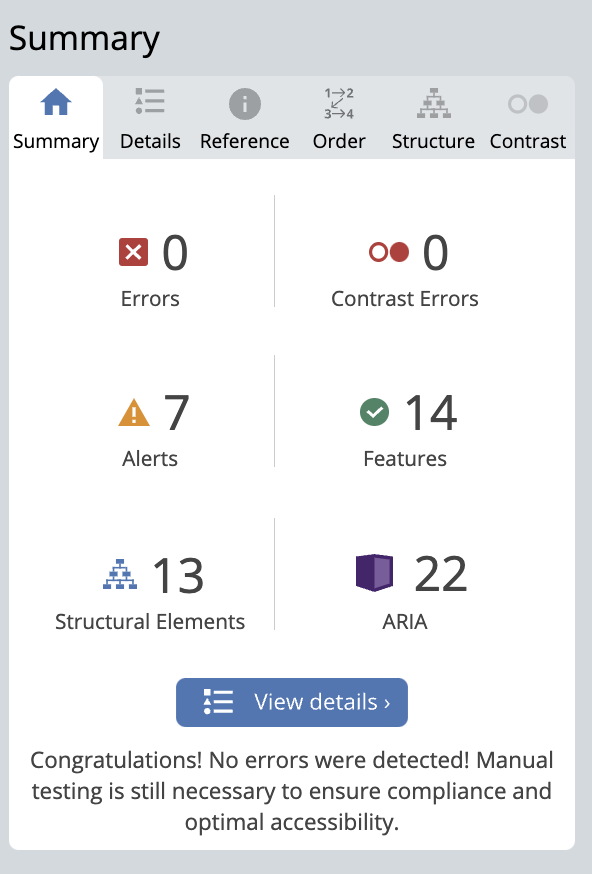 Summary
Summary Details Reference Order Structure Contrast
1→2
3→4
0 0
Errors Contrast Errors
7 14
Alerts Features
13 22
Structural Elements ARIA
View details ›
Congratulations! No errors were detected! Manual
testing is still necessary to ensure compliance and
optimal accessibility.